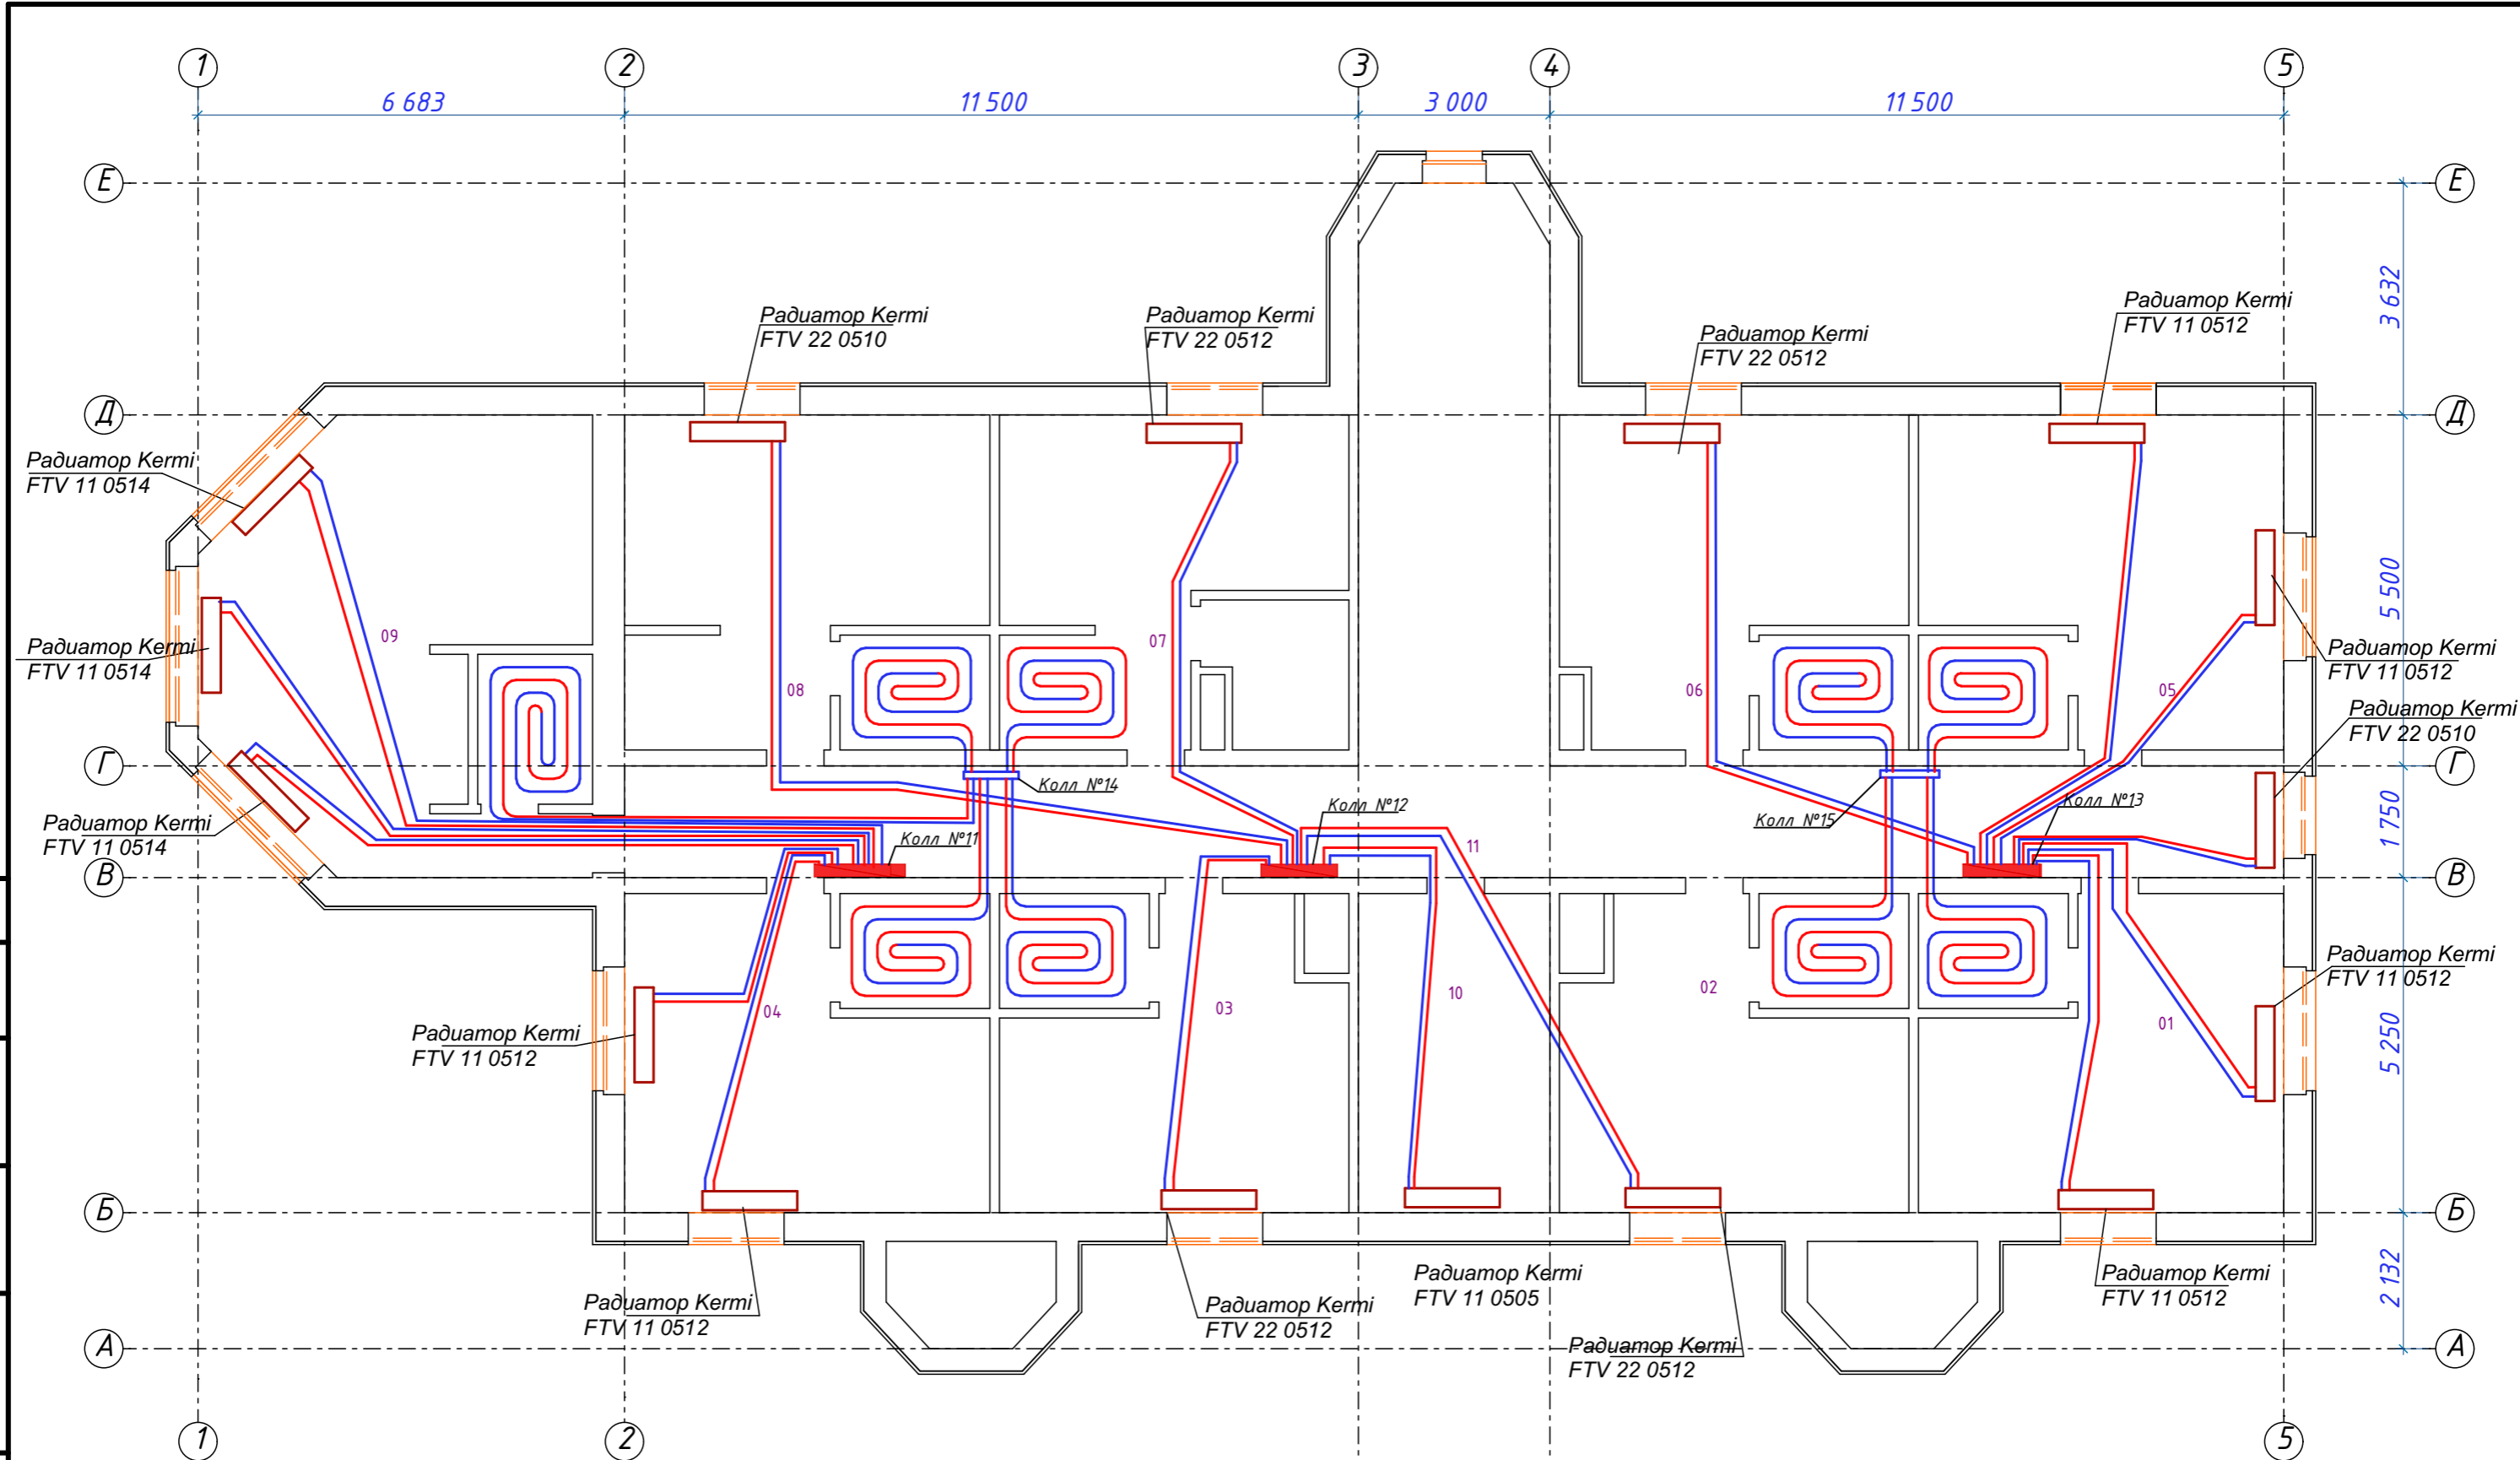 1
2
3
4
5
6 683
11 500
3 000
11 500
Е
Е
3 632
Радиатор Kermi
FTV 22 0510
Радиатор Kermi
FTV 22 0512
Радиатор Kermi
FTV 22 0512
Радиатор Kermi
FTV 11 0512
Д
Д
Радиатор Kermi
FTV 11 0514
5 500
09
07
Радиатор Kermi
FTV 11 0514
08
06
05
Радиатор Kermi
FTV 11 0512
Радиатор Kermi
FTV 22 0510
Г
Г
Колл №14
Колл №12
Колл №13
Колл №15
1 750
Радиатор Kermi
FTV 11 0514
Колл №11
11
В
В
Радиатор Kermi
FTV 11 0512
02
10
03
04
01
Радиатор Kermi
FTV 11 0512
5 250
Б
Б
Радиатор Kermi
FTV 11 0512
Радиатор Kermi
FTV 22 0512
Радиатор Kermi
FTV 11 0505
Радиатор Kermi
FTV 22 0512
Радиатор Kermi
FTV 11 0512
2 132
А
А
1
2
5